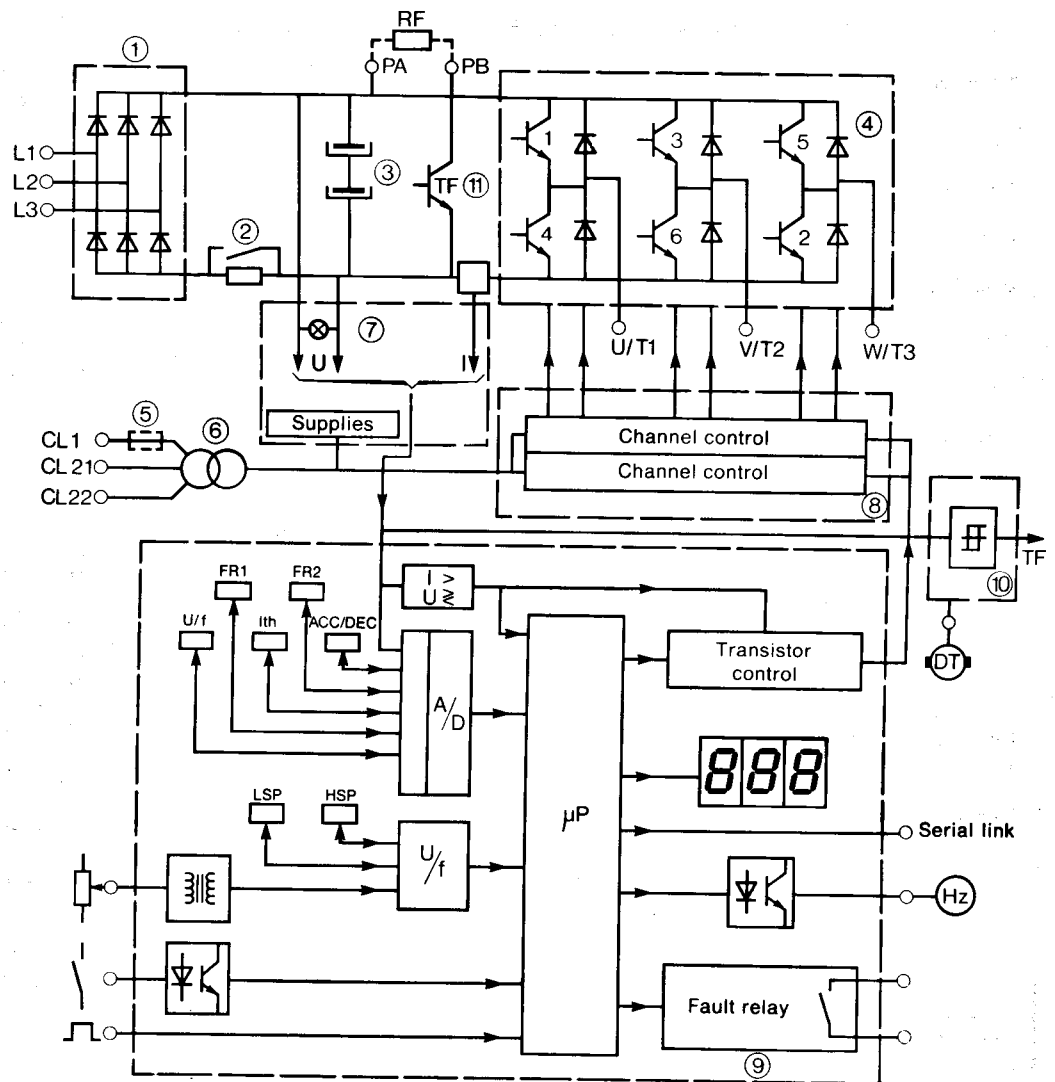 RF
①
PA
PB
④
1
3
5
L1
L2
L3
③
TF ⑪
②
4
6
2
⑦
U
I
U/T1
V/T2
W/T3
Supplies
⑤
⑥
CL1
CL21
CL22
Channel control
Channel control
⑧
TF
⑩
DT
FR1
FR2
U/f
Ith
ACC/DEC
I >
U ≷
A/D
Transistor
control
888
µP
LSP
HSP
U/f
Serial link
Hz
Fault relay
⑨